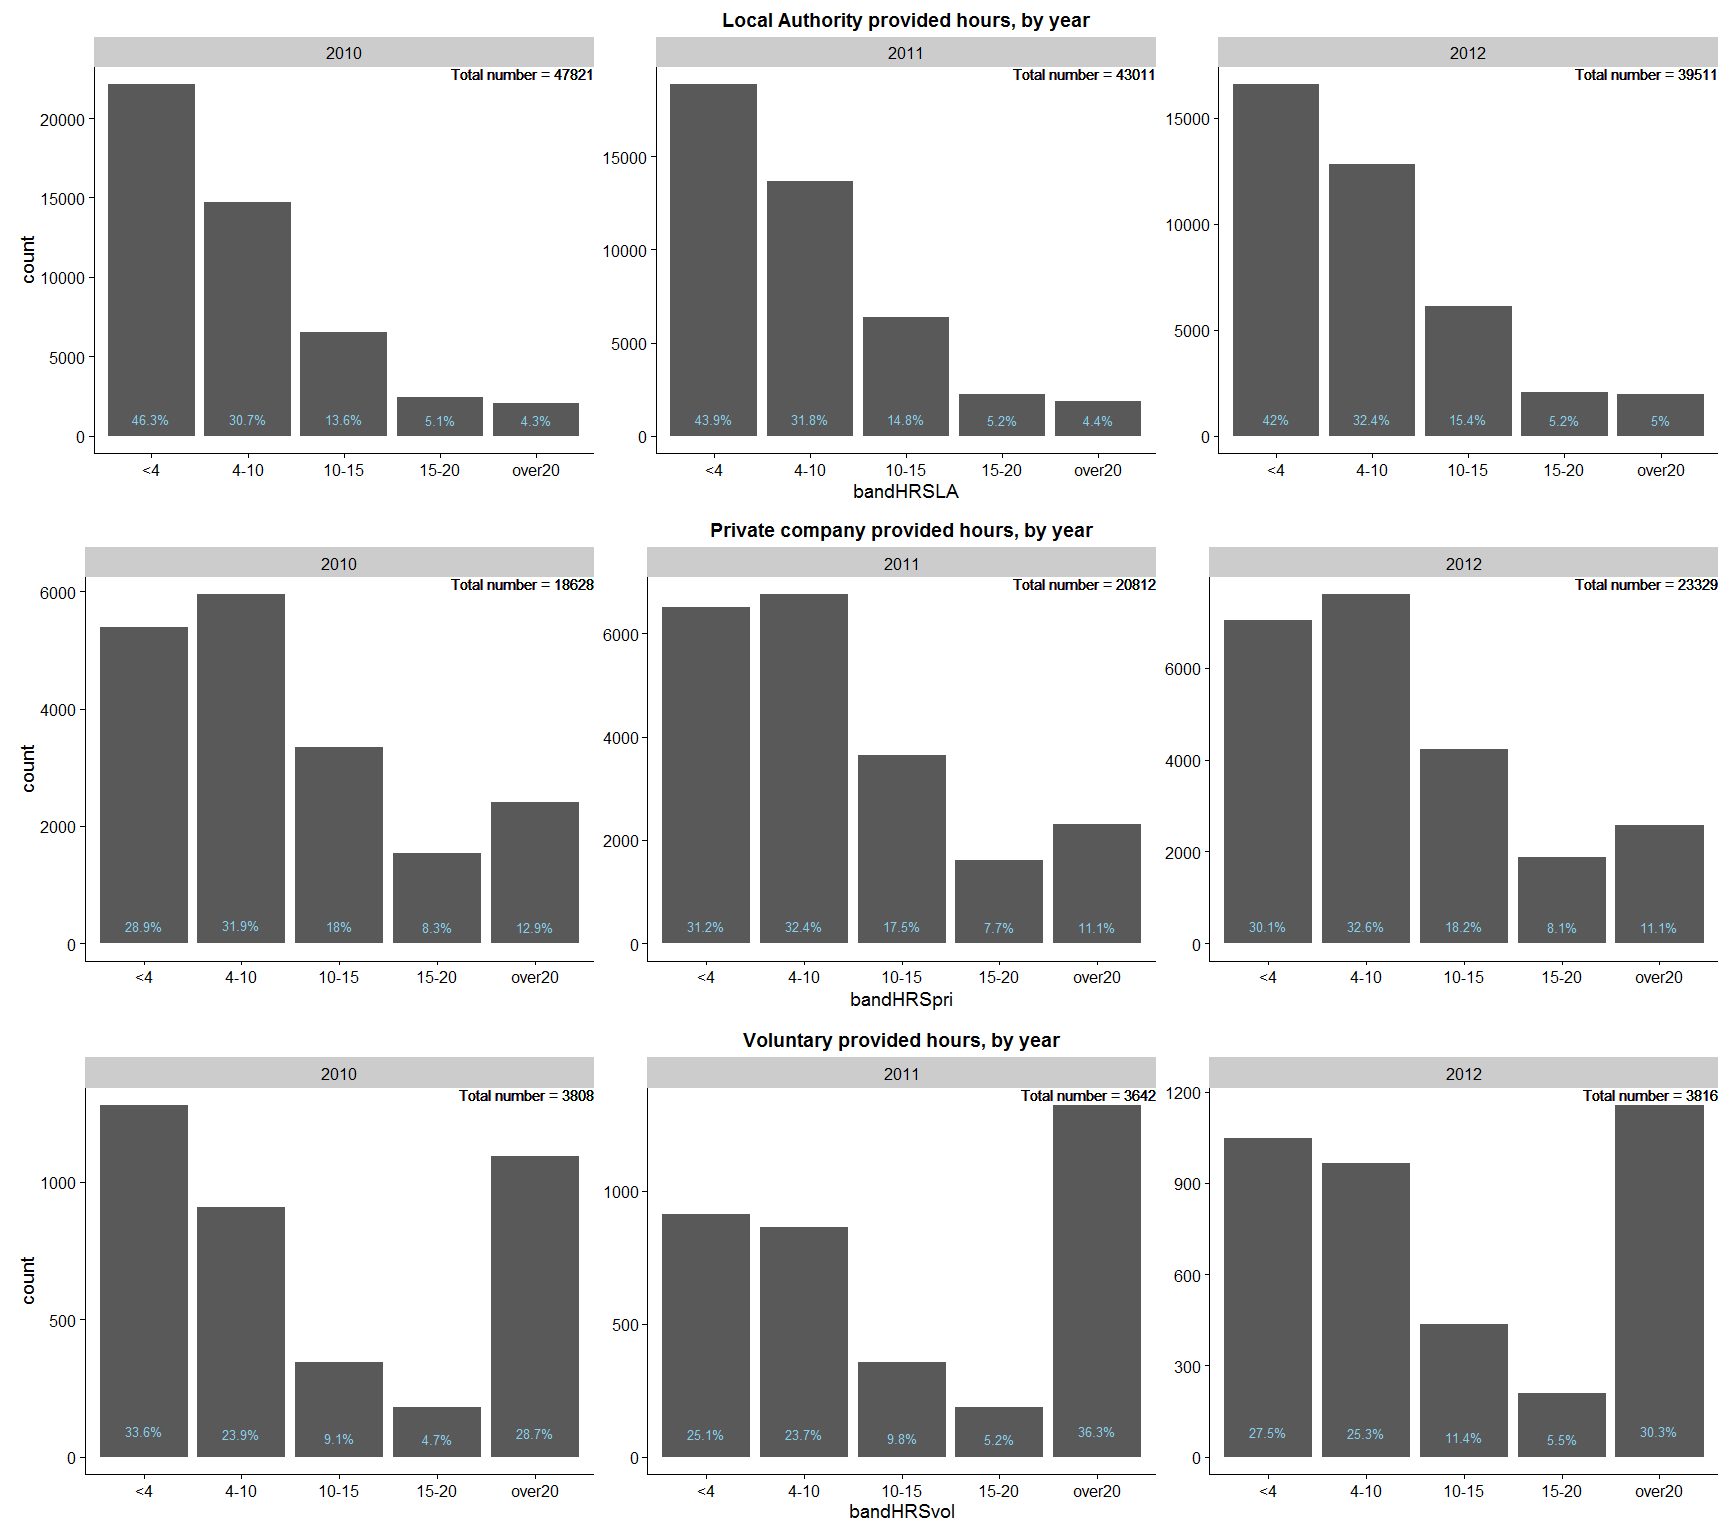 Local Authority provided hours, by year
2010 2011 2012
Total number = 47821 Total number = 43011 Total number = 39511
count
20000
15000
10000
5000
0
46.3% 30.7% 13.6% 5.1% 4.3%
<4 4-10 10-15 15-20 over20
15000
10000
5000
0
43.9% 31.8% 14.8% 5.2% 4.4%
<4 4-10 10-15 15-20 over20
15000
10000
5000
0
42% 32.4% 15.4% 5.2% 5%
<4 4-10 10-15 15-20 over20
bandHRSLA
Private company provided hours, by year
2010 2011 2012
Total number = 18628 Total number = 20812 Total number = 23329
count
6000
4000
2000
0
28.9% 31.9% 18% 8.3% 12.9%
<4 4-10 10-15 15-20 over20
6000
4000
2000
0
31.2% 32.4% 17.5% 7.7% 11.1%
<4 4-10 10-15 15-20 over20
6000
4000
2000
0
30.1% 32.6% 18.2% 8.1% 11.1%
<4 4-10 10-15 15-20 over20
bandHRSpri
Voluntary provided hours, by year
2010 2011 2012
Total number = 3808 Total number = 3642 Total number = 3816
count
1000
500
0
33.6% 23.9% 9.1% 4.7% 28.7%
<4 4-10 10-15 15-20 over20
1000
500
0
25.1% 23.7% 9.8% 5.2% 36.3%
<4 4-10 10-15 15-20 over20
1200
900
600
300
0
27.5% 25.3% 11.4% 5.5% 30.3%
<4 4-10 10-15 15-20 over20
bandHRSvol